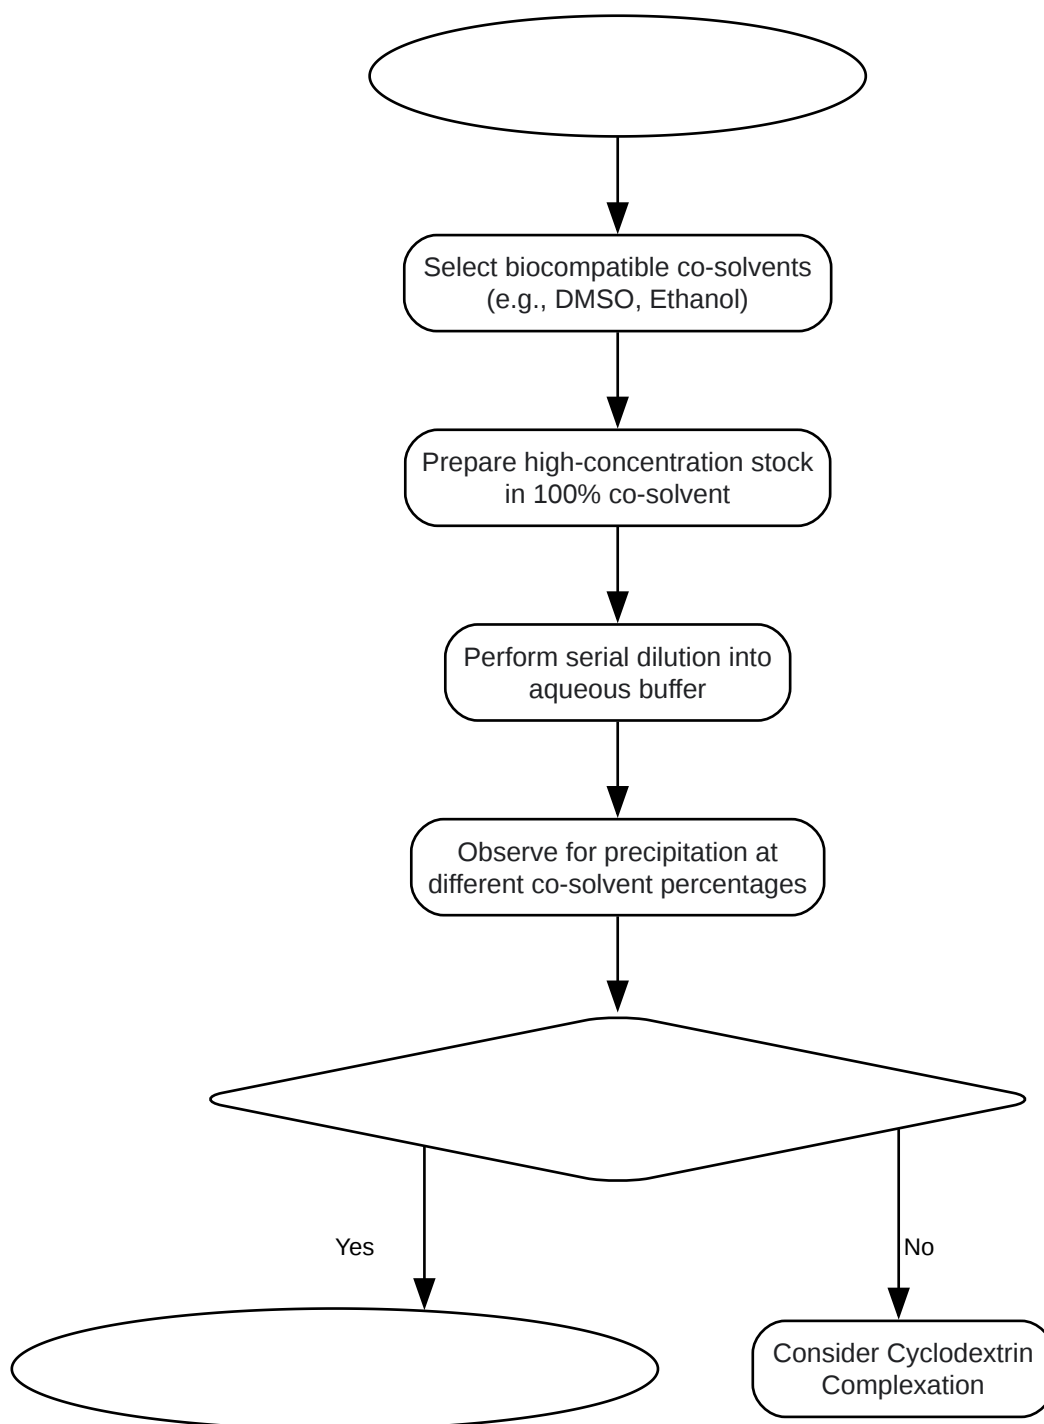 Select biocompatible co-solvents
(e.g., DMSO, Ethanol)
Prepare high-concentration stock
in 100% co-solvent
Perform serial dilution into
aqueous buffer
Observe for precipitation at
different co-solvent percentages
Yes
No
Consider Cyclodextrin
Complexation